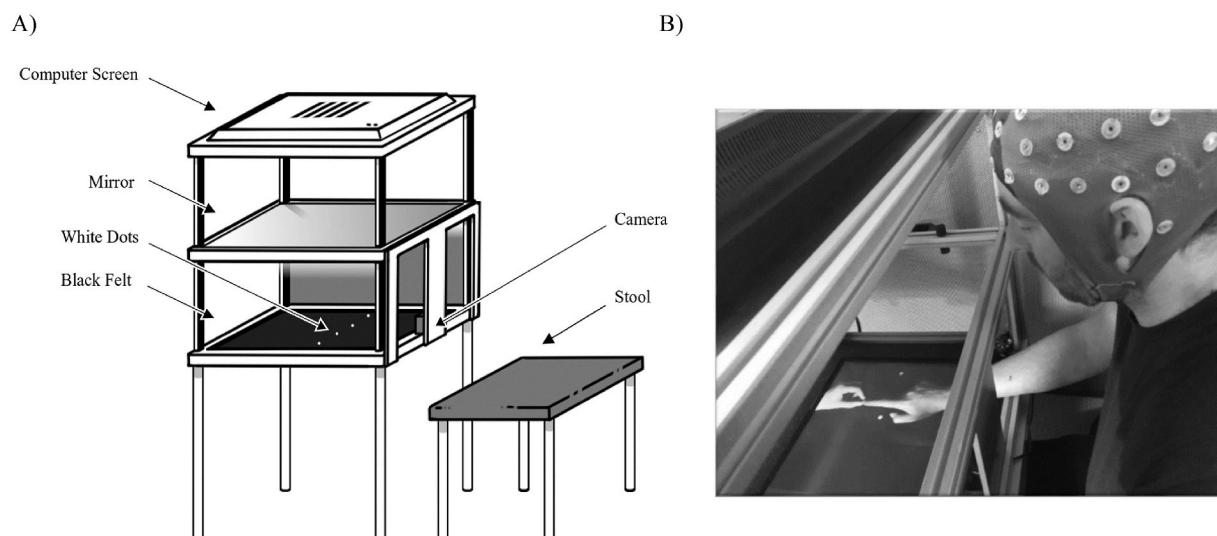 A)
B)
Computer Screen
Mirror
White Dots
Black Felt
Camera
Stool